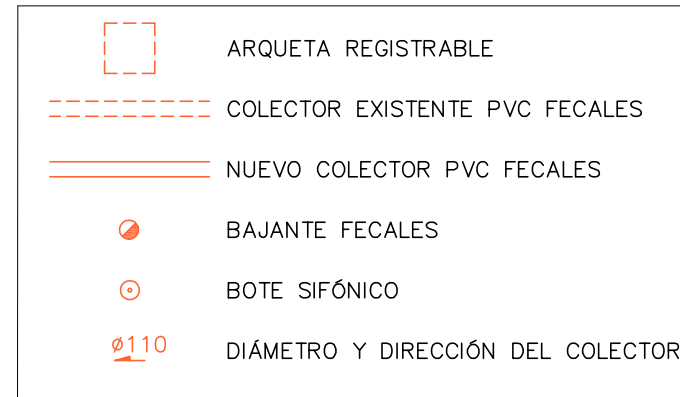 ARQUETA REGISTRABLE
COLECTOR EXISTENTE PVC FECALES
NUEVO COLECTOR PVC FECALES
BAJANTE FECALES
BOTE SIFÓNICO
ø110 DIÁMETRO Y DIRECCIÓN DEL COLECTOR